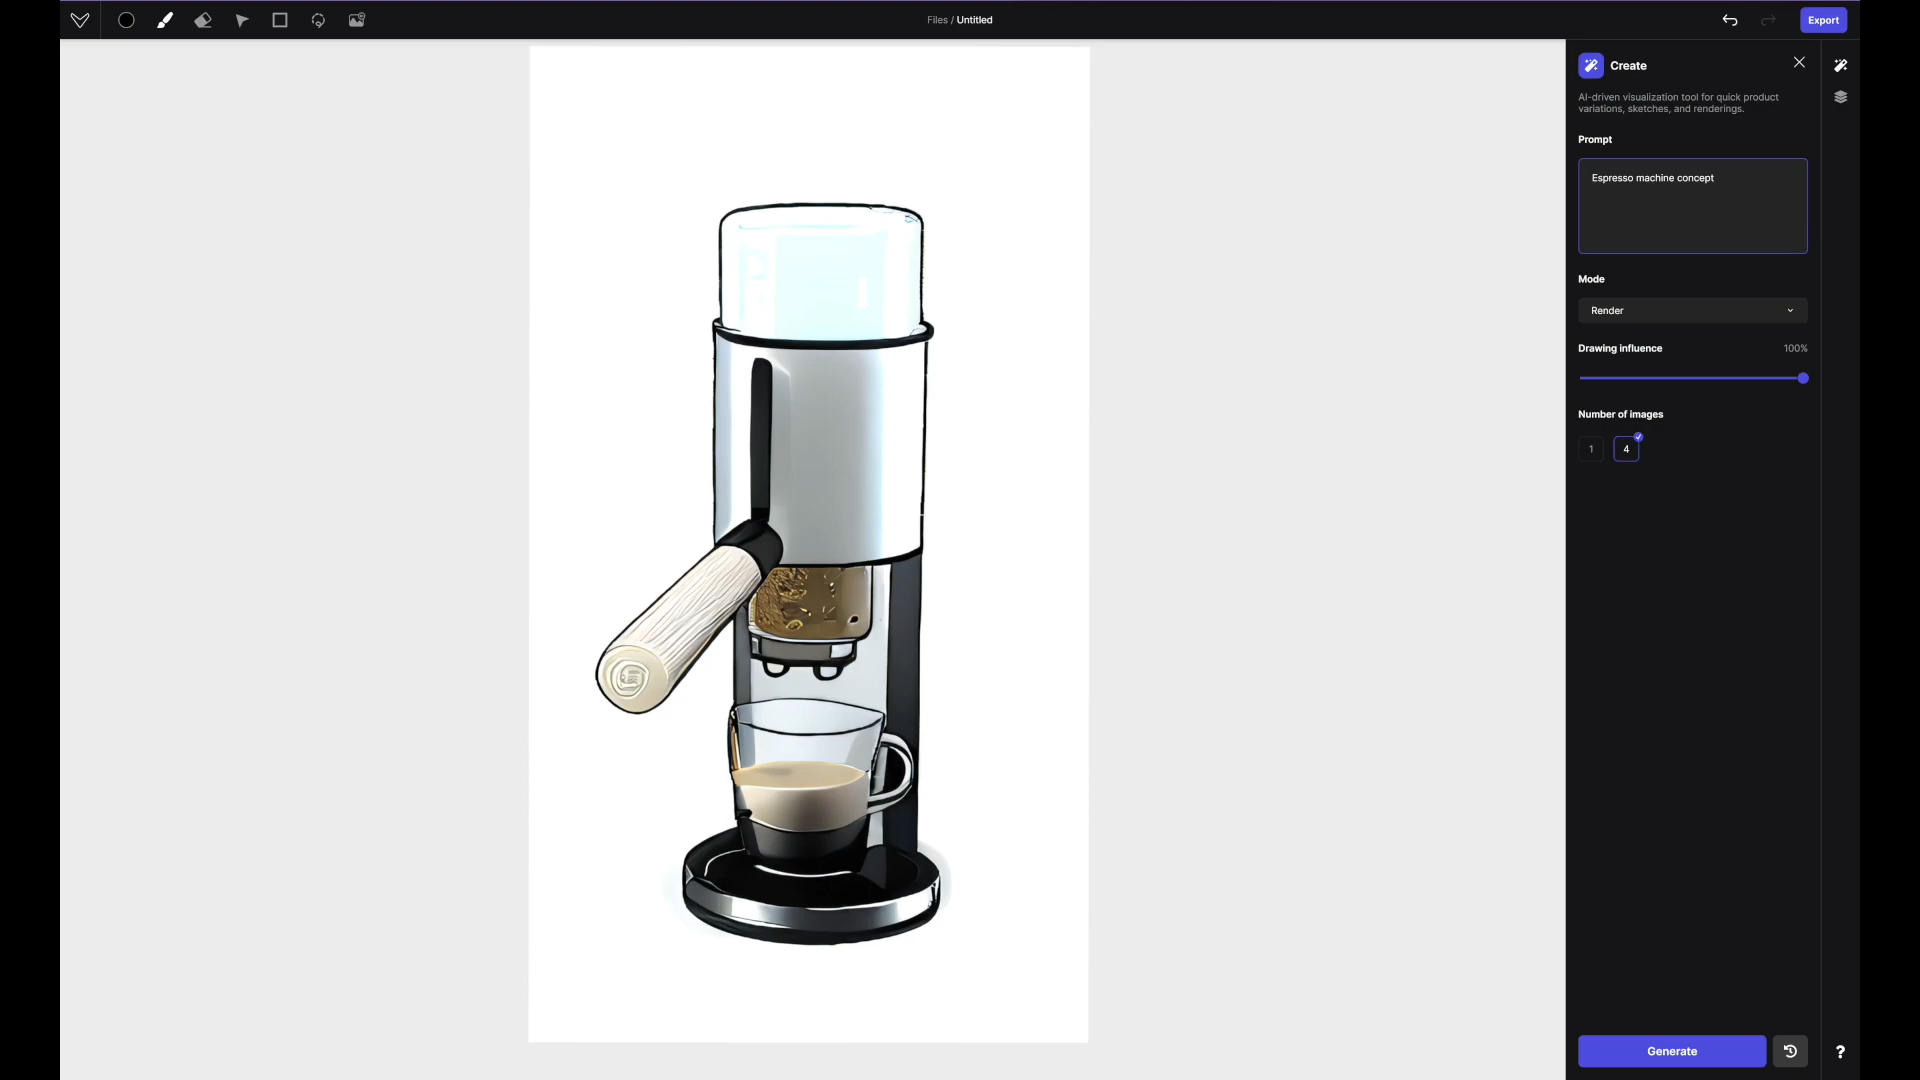 Files / Untitled
Export
Create
AI-driven visualization tool for quick product
variations, sketches, and renderings.
Prompt
Espresso machine concept
Mode
Render
Drawing influence 100%
Number of images
1 4
Generate
?